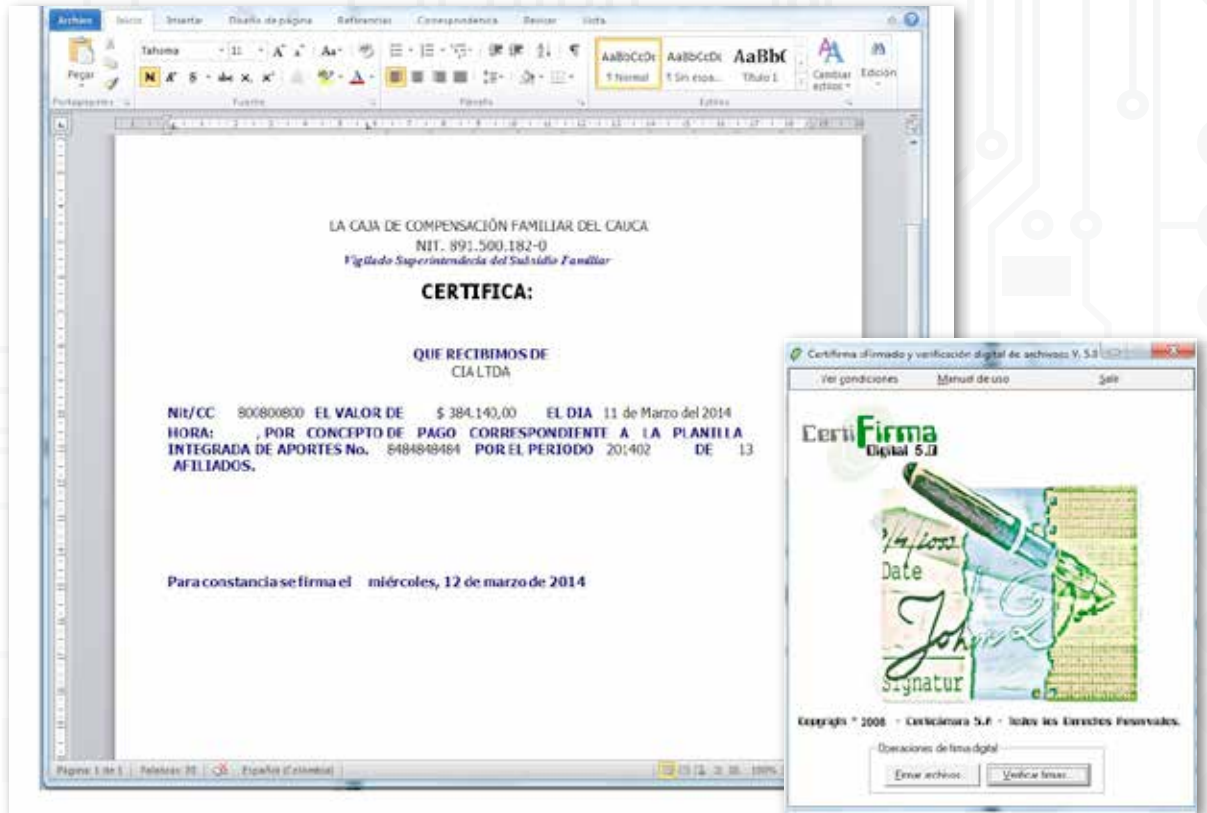 Archivo Inicio Insertar Diseño de página Referencias Correspondencia Revisar Vista
Tahoma 11
Pegar
N K S abc
AaBbCcDc AaBbCcDc AaBbC
¶ Normal ¶ Sin espa... Título 1
Cambiar estilos Edición
Portapapeles Fuente Párrafo Estilos
LA CAJA DE COMPENSACIÓN FAMILIAR DEL CAUCA
NIT. 891.500.182-0
Vigilado Superintendecia del Subsidio Familiar
CERTIFICA:
QUE RECIBIMOS DE
CIA LTDA
Nit/CC 800800800 EL VALOR DE $ 384.140,00 EL DIA 11 de Marzo del 2014
HORA: , POR CONCEPTO DE PAGO CORRESPONDIENTE A LA PLANILLA
INTEGRADA DE APORTES No. 8484848484 POR EL PERIODO 201402 DE 13
AFILIADOS.
Para constancia se firma el miércoles, 12 de marzo de 2014
Página: 1 de 1 Palabras: 70 Español (Colombia) 100%
Certifirma (Firmado y verificación digital de archivos) V. 5.0
Ver condiciones Manual de uso Salir
CertiFirma
Digital 5.0
Date
John
Signatur
Copyright © 2008 - Certicámara S.A - Todos los Derechos Reservados.
Operaciones de firma digital
Firmar archivos... Verificar firmas...